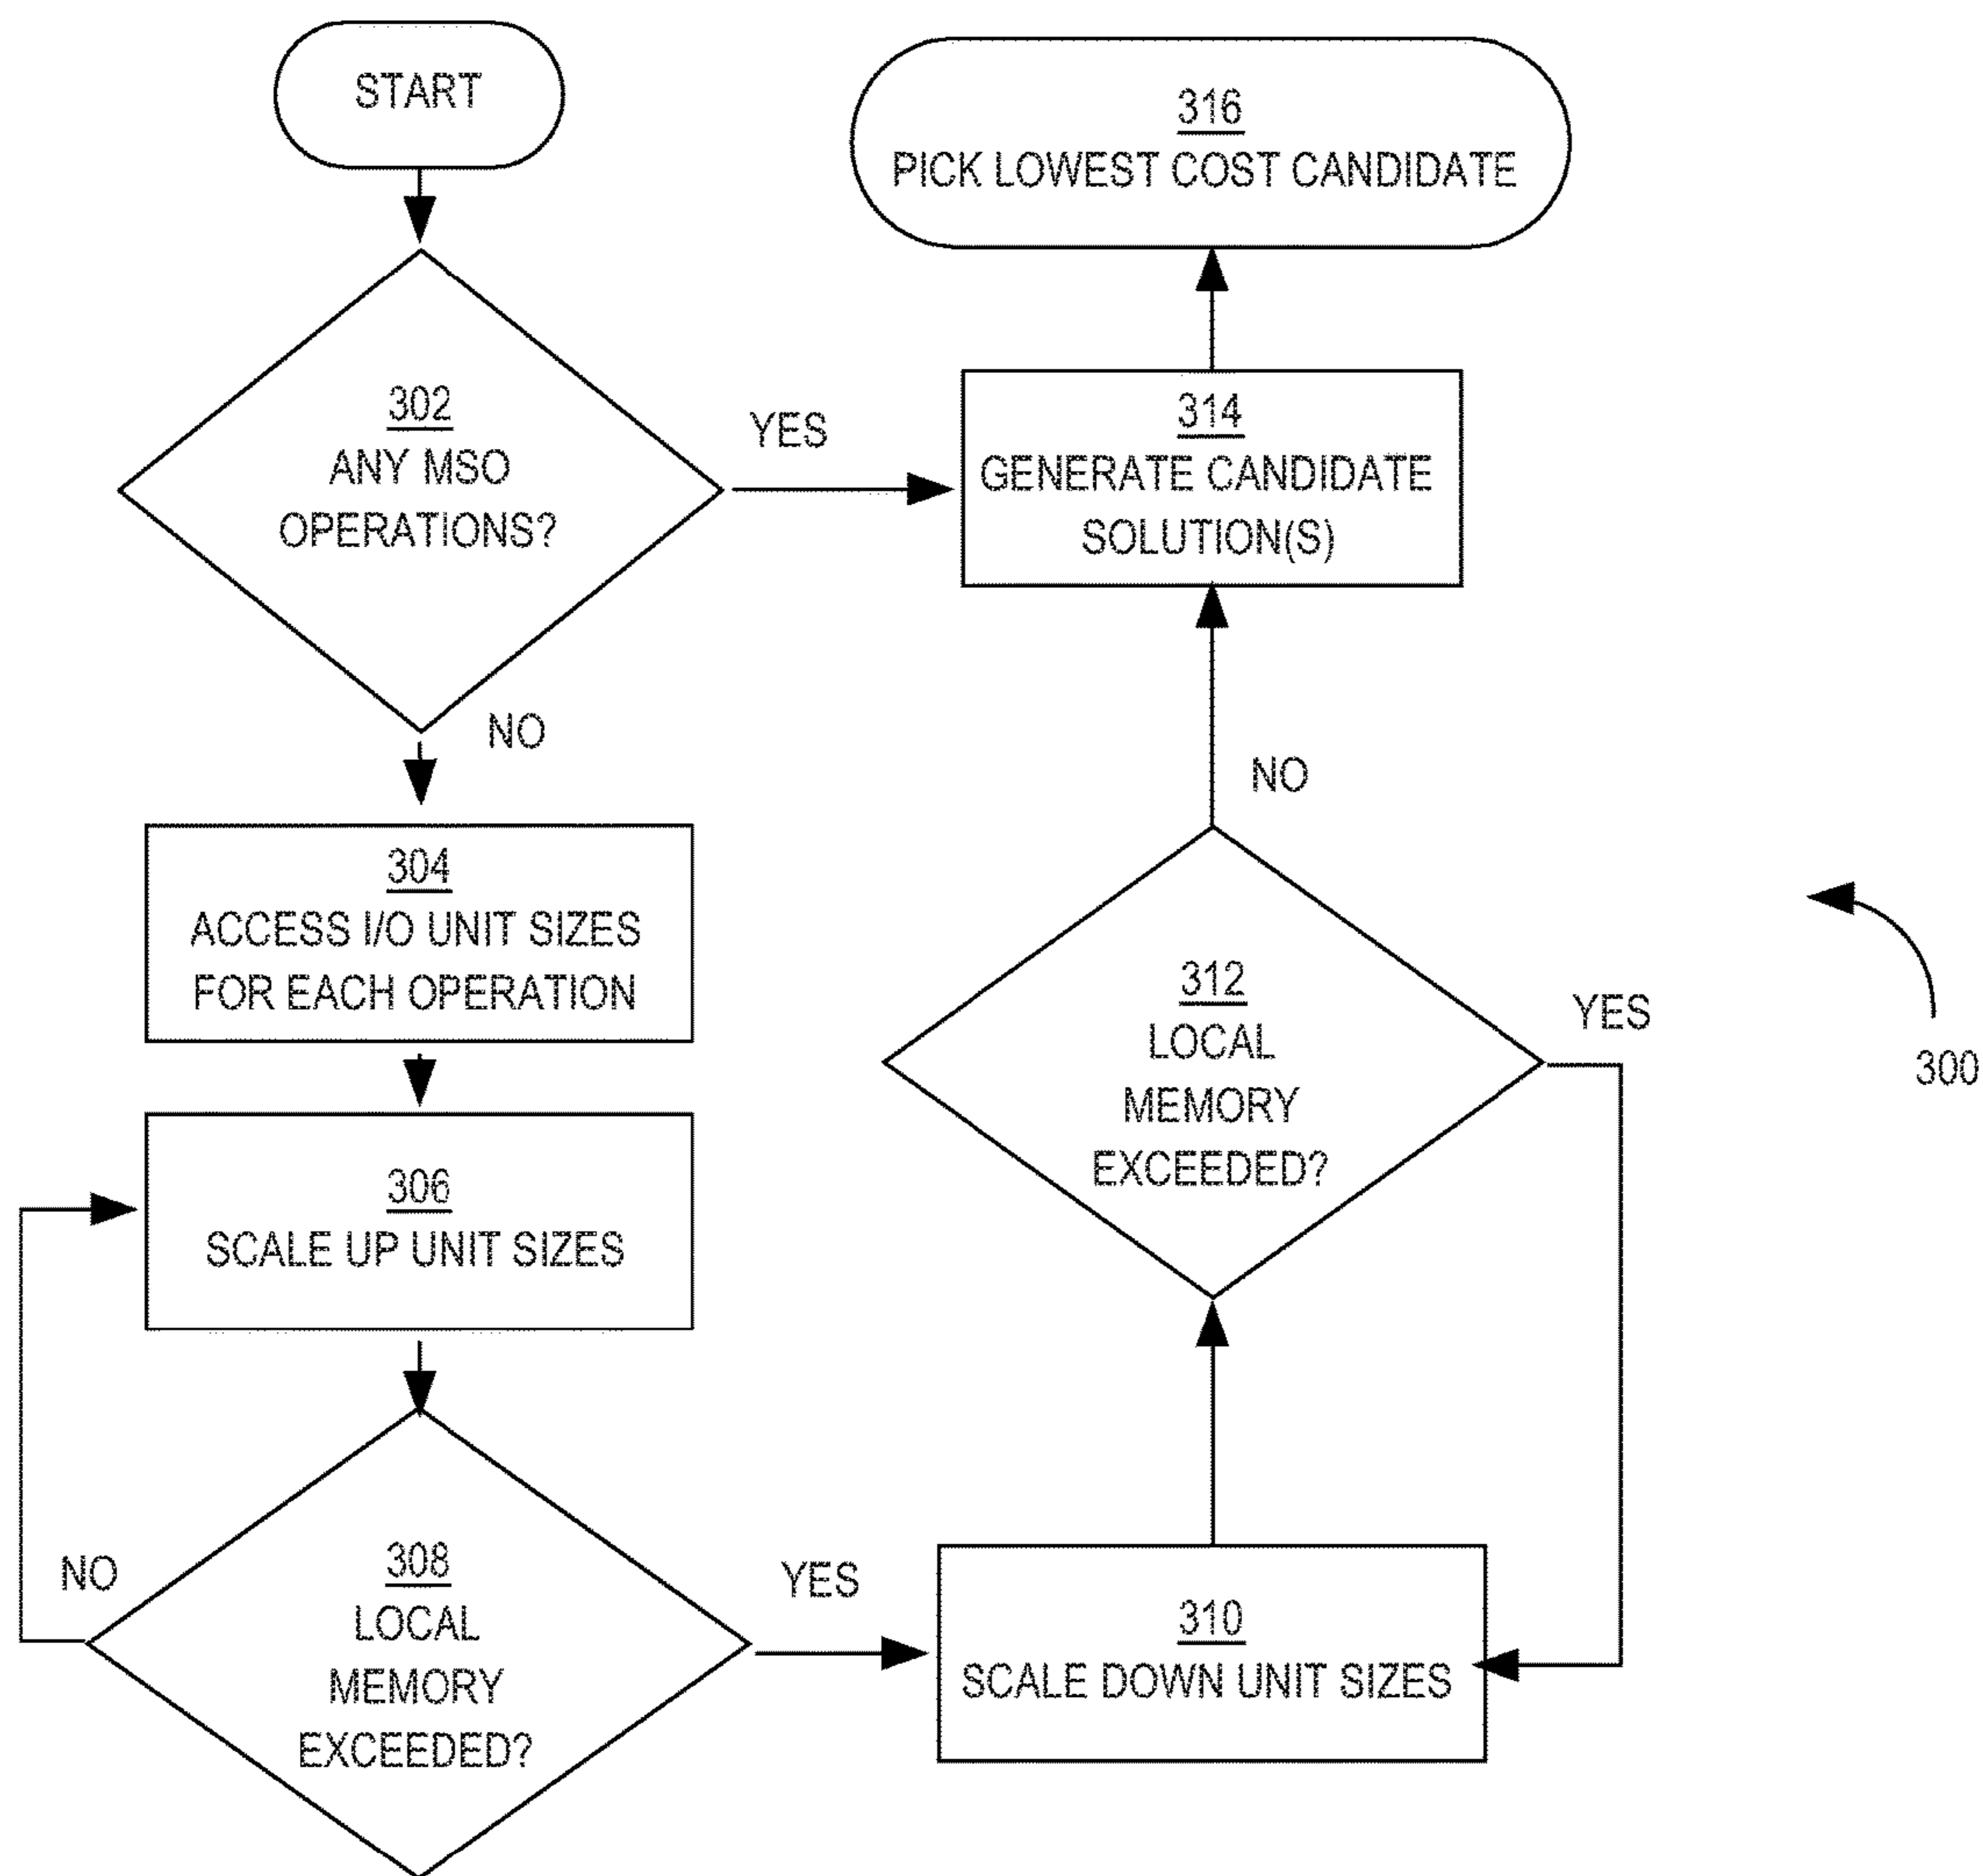 START
302
ANY MSO
OPERATIONS?
YES
NO
304
ACCESS I/O UNIT SIZES
FOR EACH OPERATION
306
SCALE UP UNIT SIZES
308
LOCAL
MEMORY
EXCEEDED?
NO
YES
310
SCALE DOWN UNIT SIZES
312
LOCAL
MEMORY
EXCEEDED?
YES
NO
314
GENERATE CANDIDATE
SOLUTION(S)
316
PICK LOWEST COST CANDIDATE
300